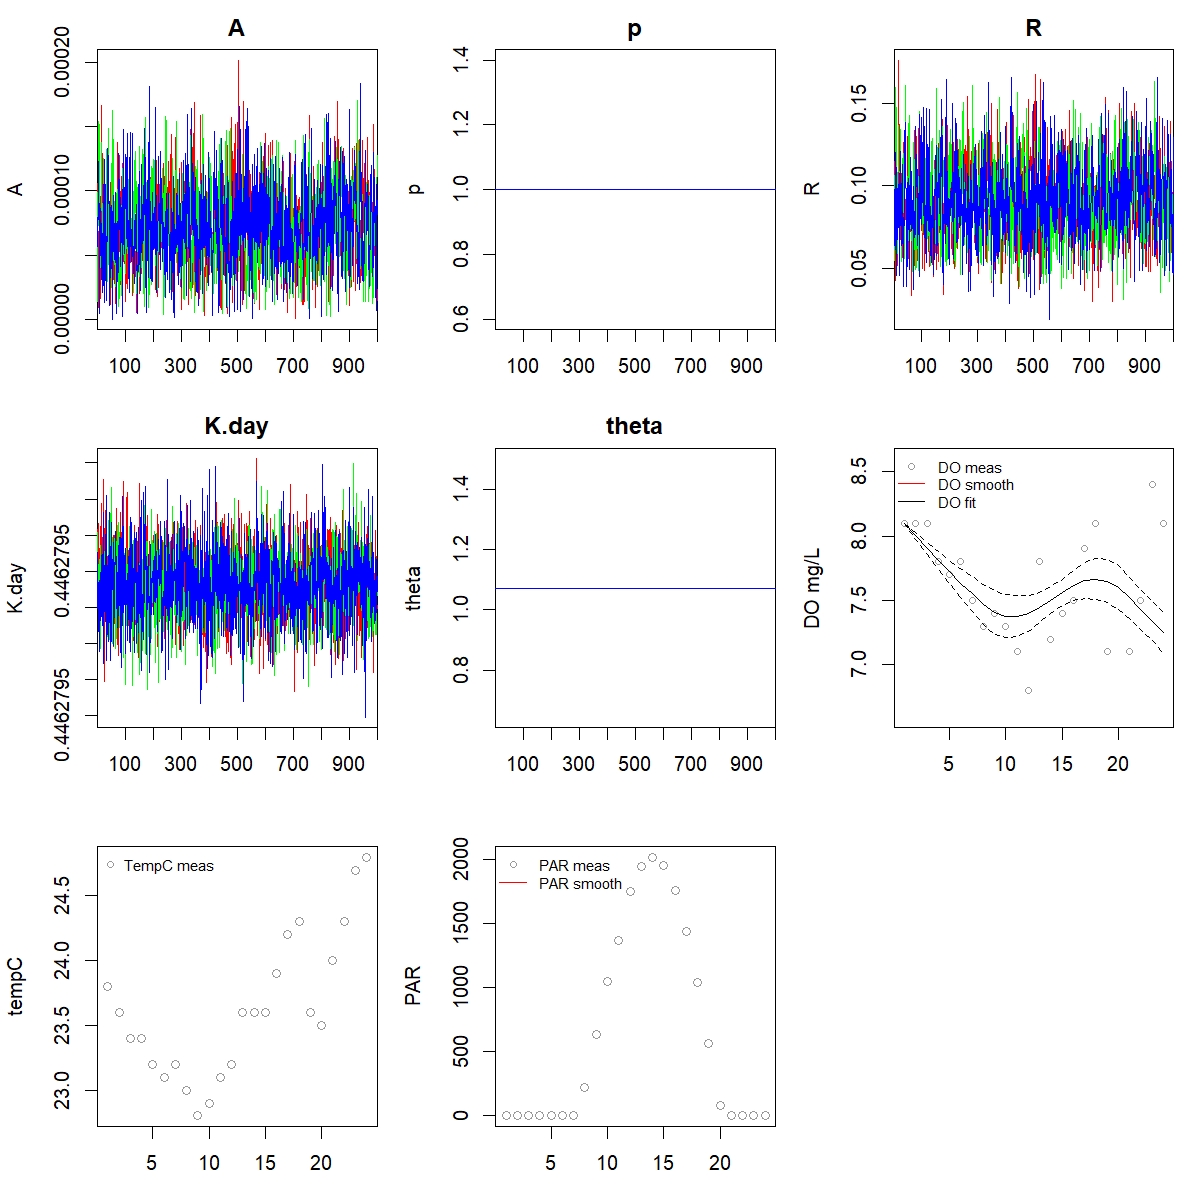 A
p
R
0.00020
0.00010
0.00000
A
100 300 500 700 900
1.4
1.2
1.0
0.8
0.6
p
100 300 500 700 900
0.15
0.10
0.05
R
100 300 500 700 900
K.day
theta
0.4462795
0.4462795
K.day
100 300 500 700 900
1.4
1.2
1.0
0.8
theta
100 300 500 700 900
8.5
8.0
7.5
7.0
DO mg/L
DO meas
DO smooth
DO fit
5 10 15 20
24.5
24.0
23.5
23.0
tempC
TempC meas
5 10 15 20
2000
1500
1000
500
0
PAR
PAR meas
PAR smooth
5 10 15 20